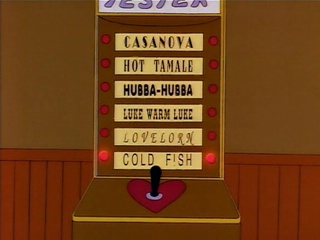 TESTER
CASANOVA
HOT TAMALE
HUBBA-HUBBA
LUKE WARM LUKE
LOVELORN
COLD FISH